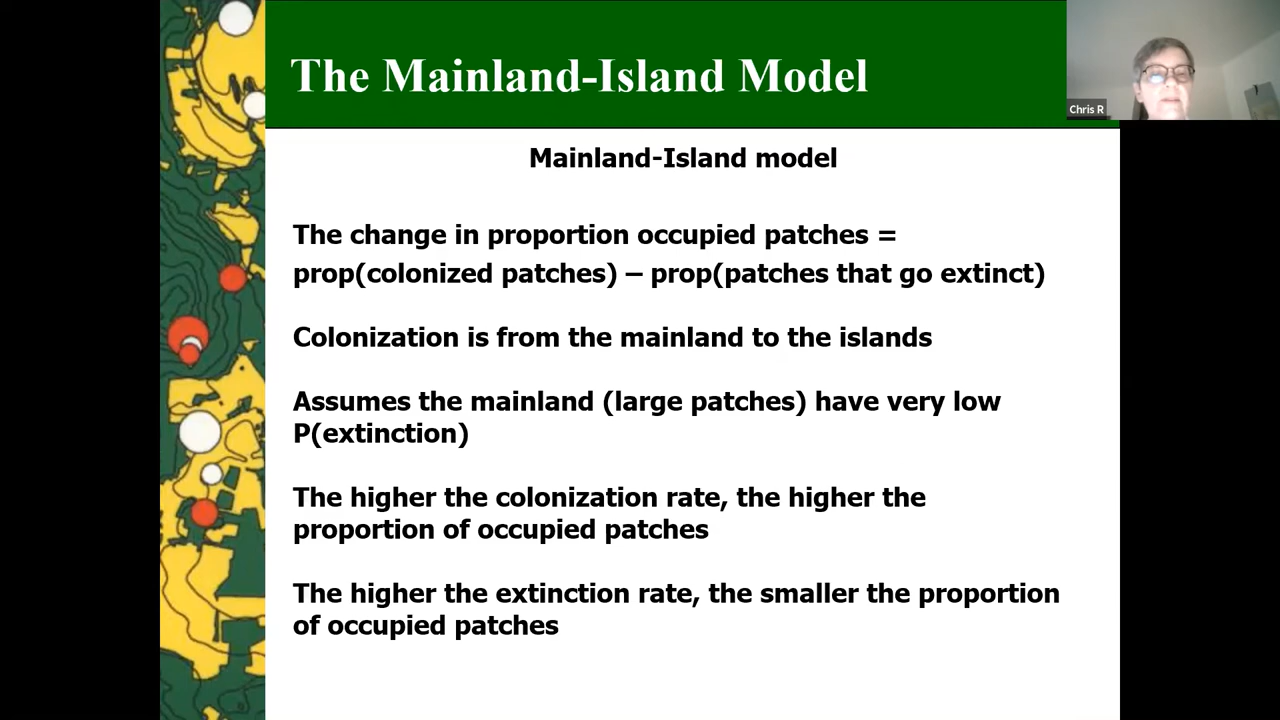 The Mainland-Island Model
Chris R
Mainland-Island model
The change in proportion occupied patches =
prop(colonized patches) – prop(patches that go extinct)
Colonization is from the mainland to the islands
Assumes the mainland (large patches) have very low
P(extinction)
The higher the colonization rate, the higher the
proportion of occupied patches
The higher the extinction rate, the smaller the proportion
of occupied patches